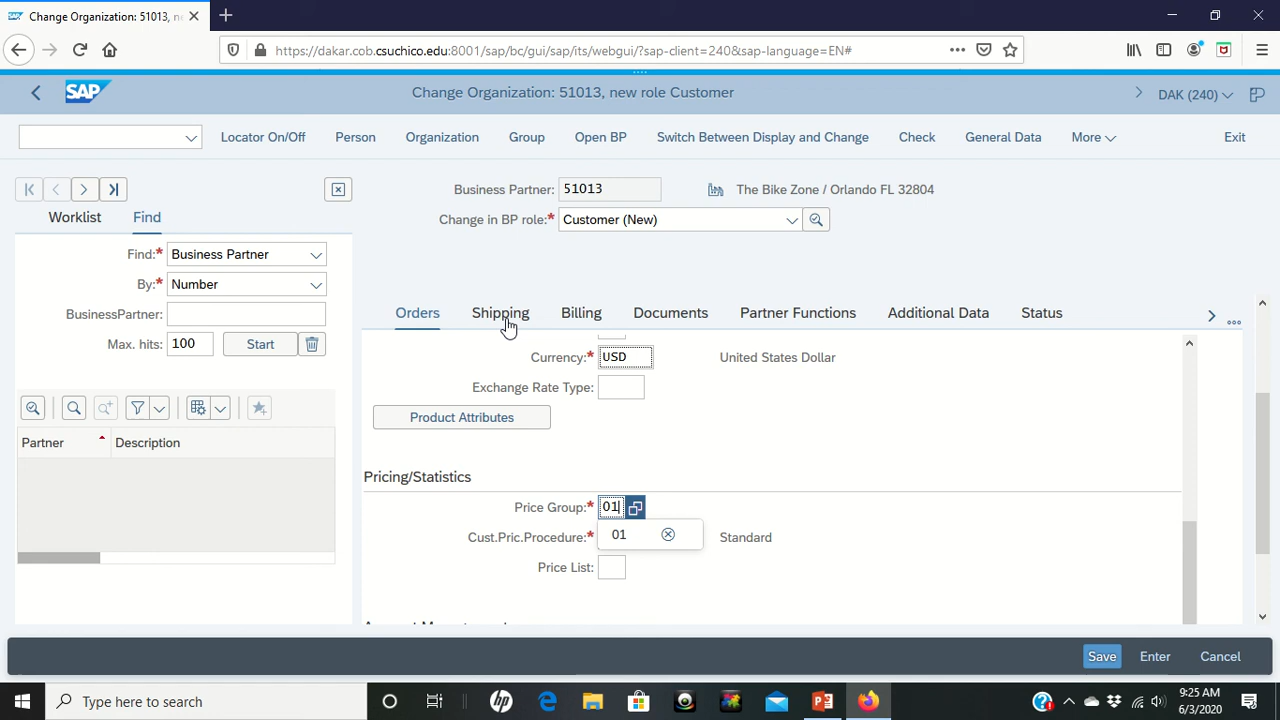 SAP Change Organization: 51013, ne
https://dakar.cob.csuchico.edu:8001/sap/bc/gui/sap/its/webgui/?sap-client=240&sap-language=EN#
SAP
Change Organization: 51013, new role Customer
DAK (240)
Locator On/Off Person Organization Group Open BP Switch Between Display and Change Check General Data More Exit
Business Partner: 51013 The Bike Zone / Orlando FL 32804
Worklist Find
Change in BP role:* Customer (New)
Find:* Business Partner
By:* Number
BusinessPartner:
Max. hits: 100 Start
Partner Description
Orders Shipping Billing Documents Partner Functions Additional Data Status
Currency:* USD United States Dollar
Exchange Rate Type:
Product Attributes
Pricing/Statistics
Price Group:* 01
01
Cust.Pric.Procedure:* Standard
Price List:
Save Enter Cancel
Type here to search
hp
9:25 AM
6/3/2020